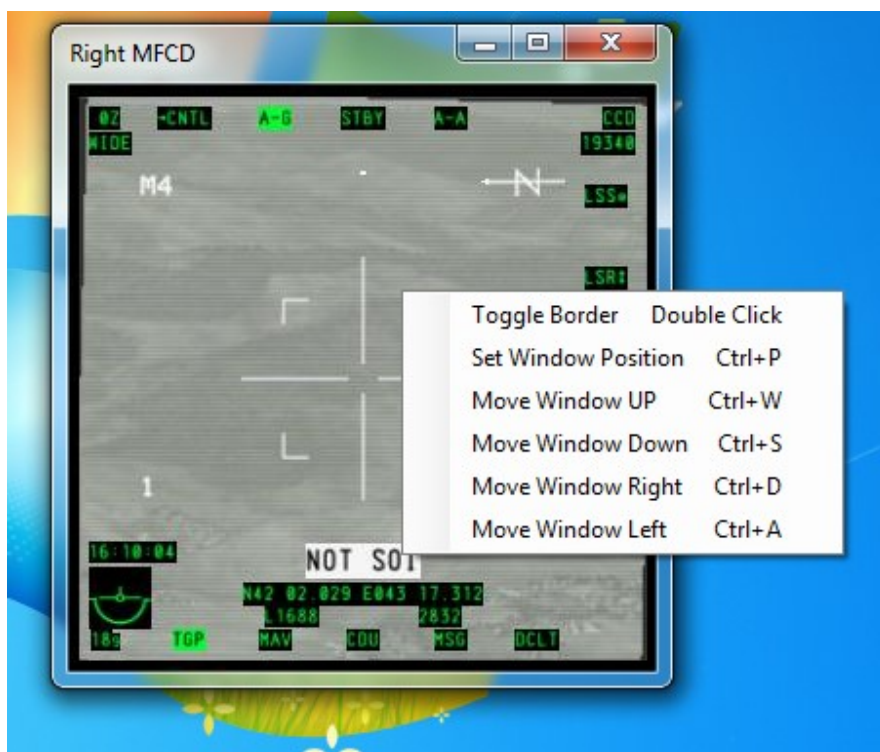 Right MFCD
0Z →CNTL A-G STBY A-A CCD
WIDE 19340
M4 N LSS
LSR↕
Toggle Border Double Click
Set Window Position Ctrl+P
Move Window UP Ctrl+W
Move Window Down Ctrl+S
Move Window Right Ctrl+D
Move Window Left Ctrl+A
1
16:10:04
NOT SOI
N42 02.029 E043 17.312
L1688 2832
TGP MAV CDU MSG DCLT